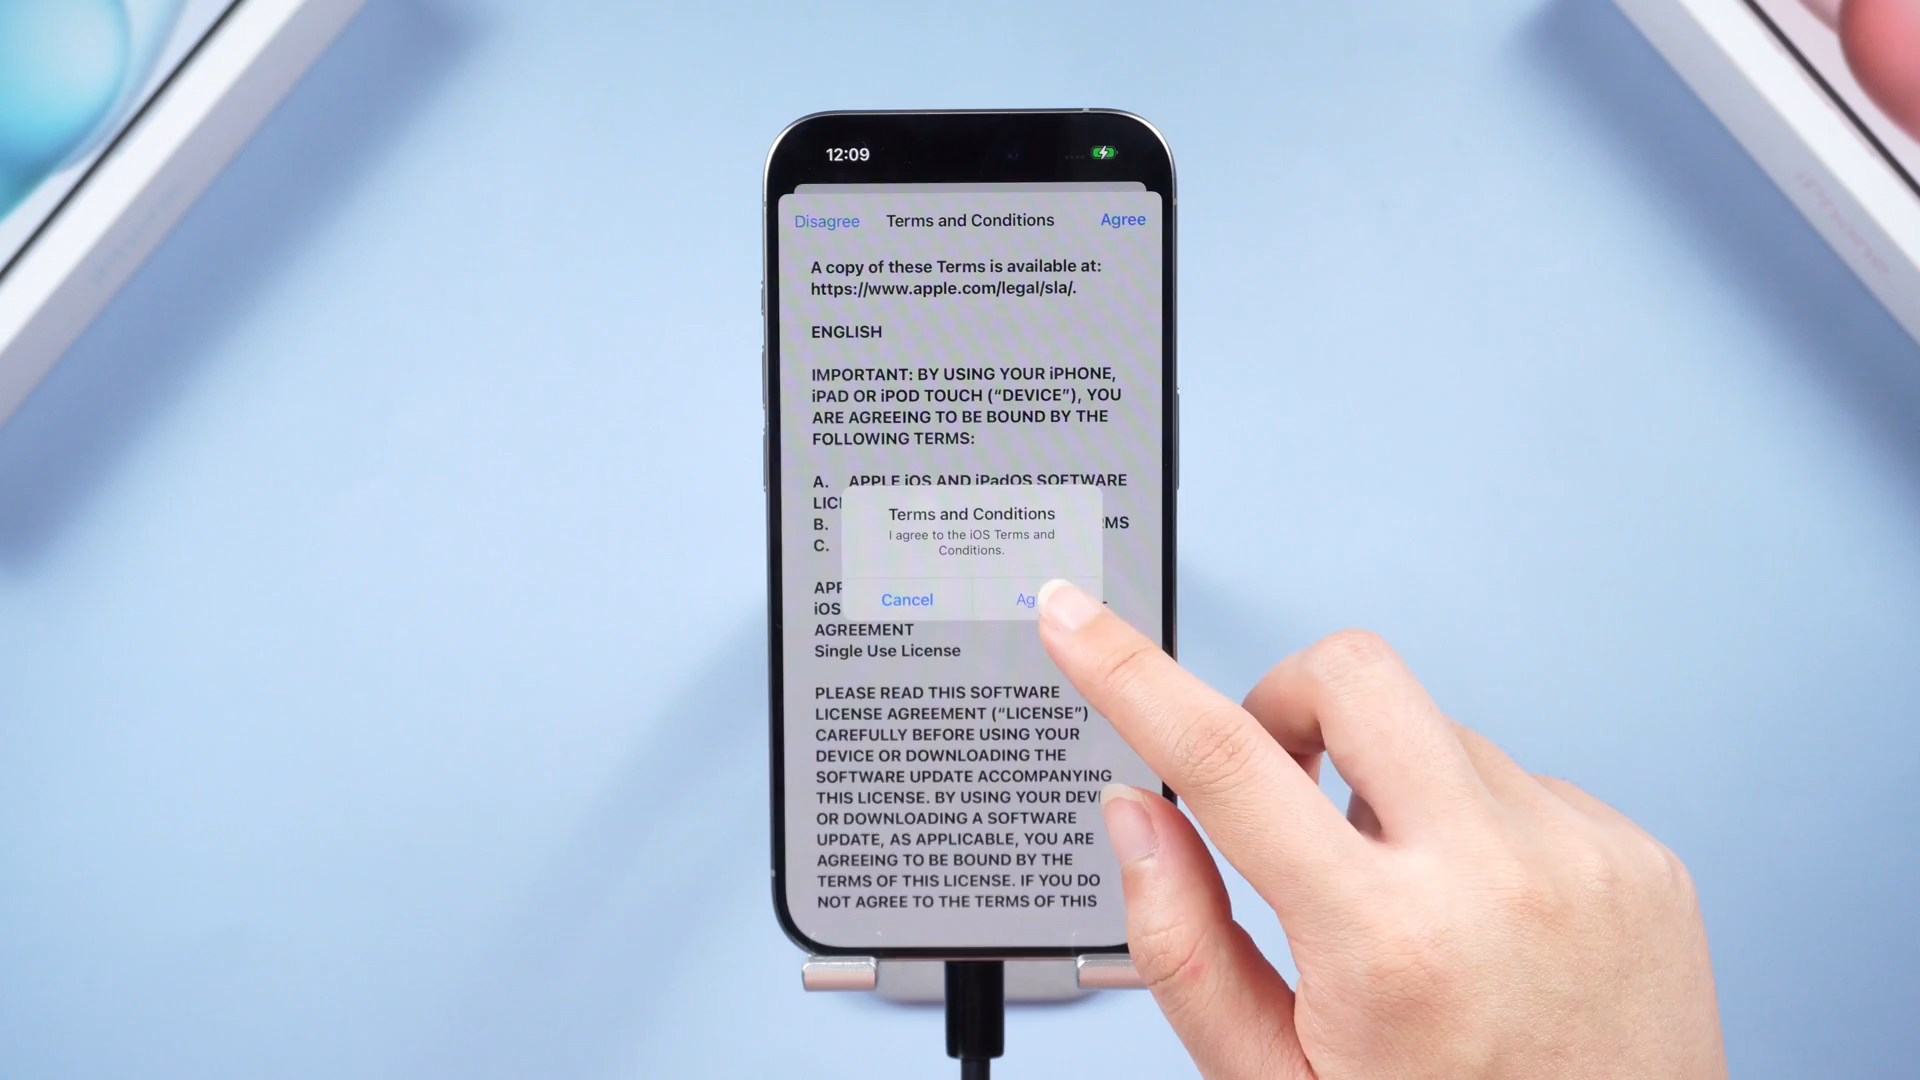 12:09
Disagree Terms and Conditions Agree
A copy of these Terms is available at:
https://www.apple.com/legal/sla/.
ENGLISH
IMPORTANT: BY USING YOUR iPHONE,
iPAD OR iPOD TOUCH (“DEVICE”), YOU
ARE AGREEING TO BE BOUND BY THE
FOLLOWING TERMS:
A. APPLE iOS AND iPadOS SOFTWARE
B.
C.
Terms and Conditions
I agree to the iOS Terms and
Conditions.
Cancel
iOS
AGREEMENT
Single Use License
PLEASE READ THIS SOFTWARE
LICENSE AGREEMENT (“LICENSE”)
CAREFULLY BEFORE USING YOUR
DEVICE OR DOWNLOADING THE
SOFTWARE UPDATE ACCOMPANYING
THIS LICENSE. BY USING YOUR
OR DOWNLOADING A SOFTWARE
UPDATE, AS APPLICABLE, YOU ARE
AGREEING TO BE BOUND BY THE
TERMS OF THIS LICENSE. IF YOU DO
NOT AGREE TO THE TERMS OF THIS
iPhone